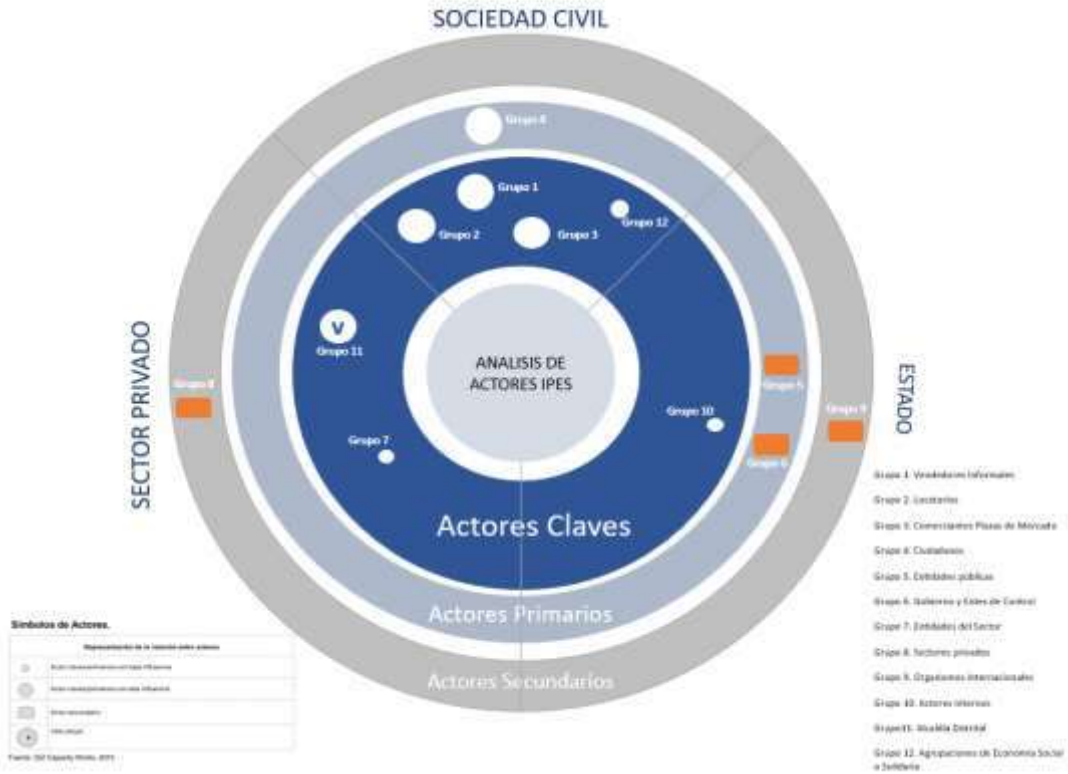 SOCIEDAD CIVIL
Grupo 4
Grupo 1
Grupo 12
Grupo 2
Grupo 3
V
Grupo 11
SECTOR PRIVADO
ANALISIS DE
ACTORES IPES
ESTADO
Grupo 8
Grupo 5
Grupo 9
Grupo 10
Grupo 7
Grupo 6
Actores Claves
Actores Primarios
Actores Secundarios
Grupo 1. Vendedores Informales
Grupo 2. Locatarios
Grupo 3. Comerciantes Plazas de Mercado
Grupo 4. Ciudadanos
Grupo 5. Entidades públicas
Grupo 6. Gobierno y Entes de Control
Grupo 7. Entidades del Sector
Grupo 8. Sectores privados
Grupo 9. Organismos internacionales
Grupo 10. Actores internos
Grupo11. Alcaldía Distrital
Grupo 12. Agrupaciones de Economía Social
o Solidaria
Símbolos de Actores.